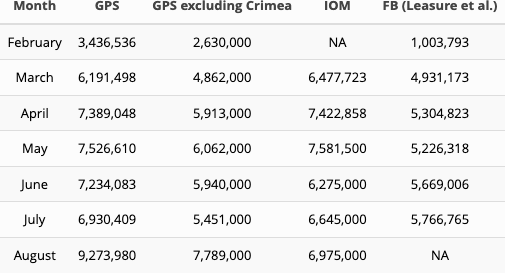 Month GPS GPS excluding Crimea IOM FB (Leasure et al.)
February 3,436,536 2,630,000 NA 1,003,793
March 6,191,498 4,862,000 6,477,723 4,931,173
April 7,389,048 5,913,000 7,422,858 5,304,823
May 7,526,610 6,062,000 7,581,500 5,226,318
June 7,234,083 5,940,000 6,275,000 5,669,006
July 6,930,409 5,451,000 6,645,000 5,766,765
August 9,273,980 7,789,000 6,975,000 NA